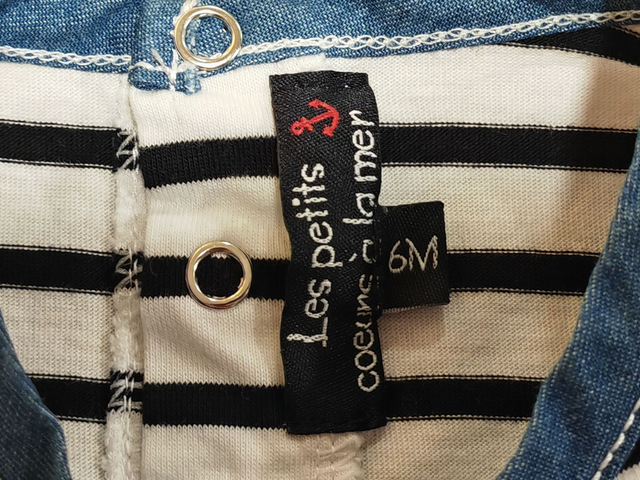 Les petits
coeurs à la mer
6M